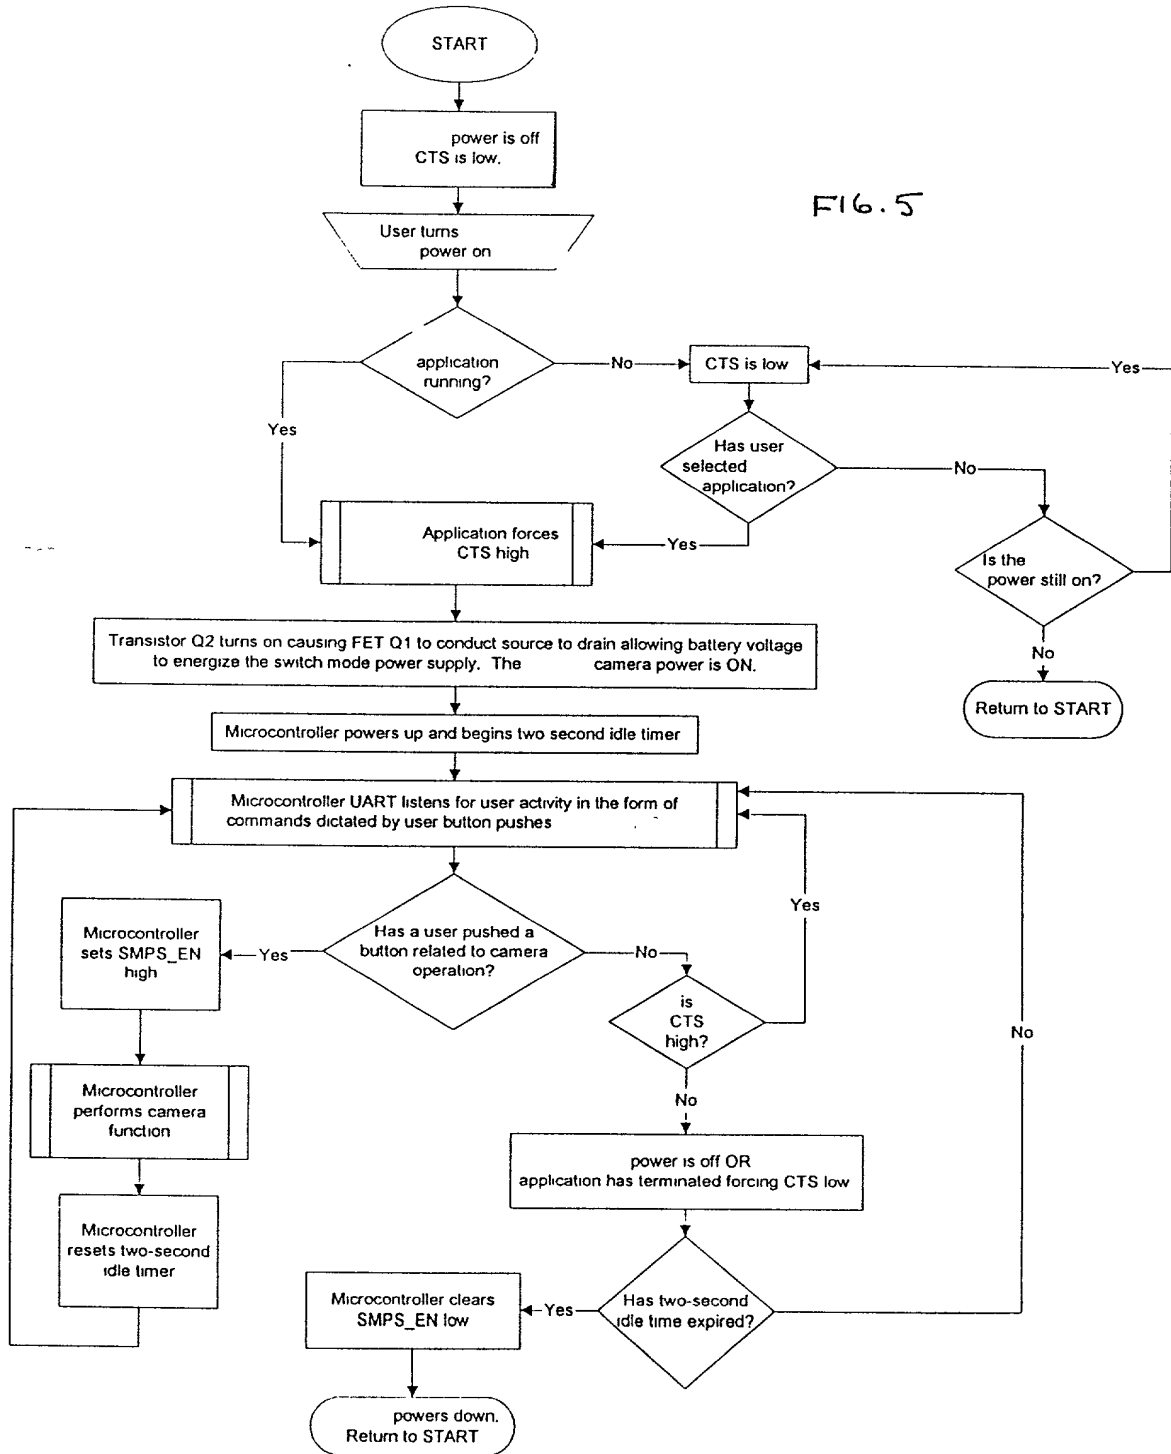 START
power is off
CTS is low.
FIG. 5
User turns
power on
application
running?
No
CTS is low
Yes
Yes
Has user
selected
application?
No
Application forces
CTS high
Yes
Is the
power still on?
No
Return to START
Transistor Q2 turns on causing FET Q1 to conduct source to drain allowing battery voltage
to energize the switch mode power supply. The camera power is ON.
Microcontroller powers up and begins two second idle timer
Microcontroller UART listens for user activity in the form of
commands dictated by user button pushes
Yes
Has a user pushed a
button related to camera
operation?
Yes
No
Microcontroller
sets SMPS_EN
high
is
CTS
high?
No
No
Microcontroller
performs camera
function
power is off OR
application has terminated forcing CTS low
Microcontroller
resets two-second
idle timer
Has two-second
idle time expired?
Yes
Microcontroller clears
SMPS_EN low
powers down.
Return to START